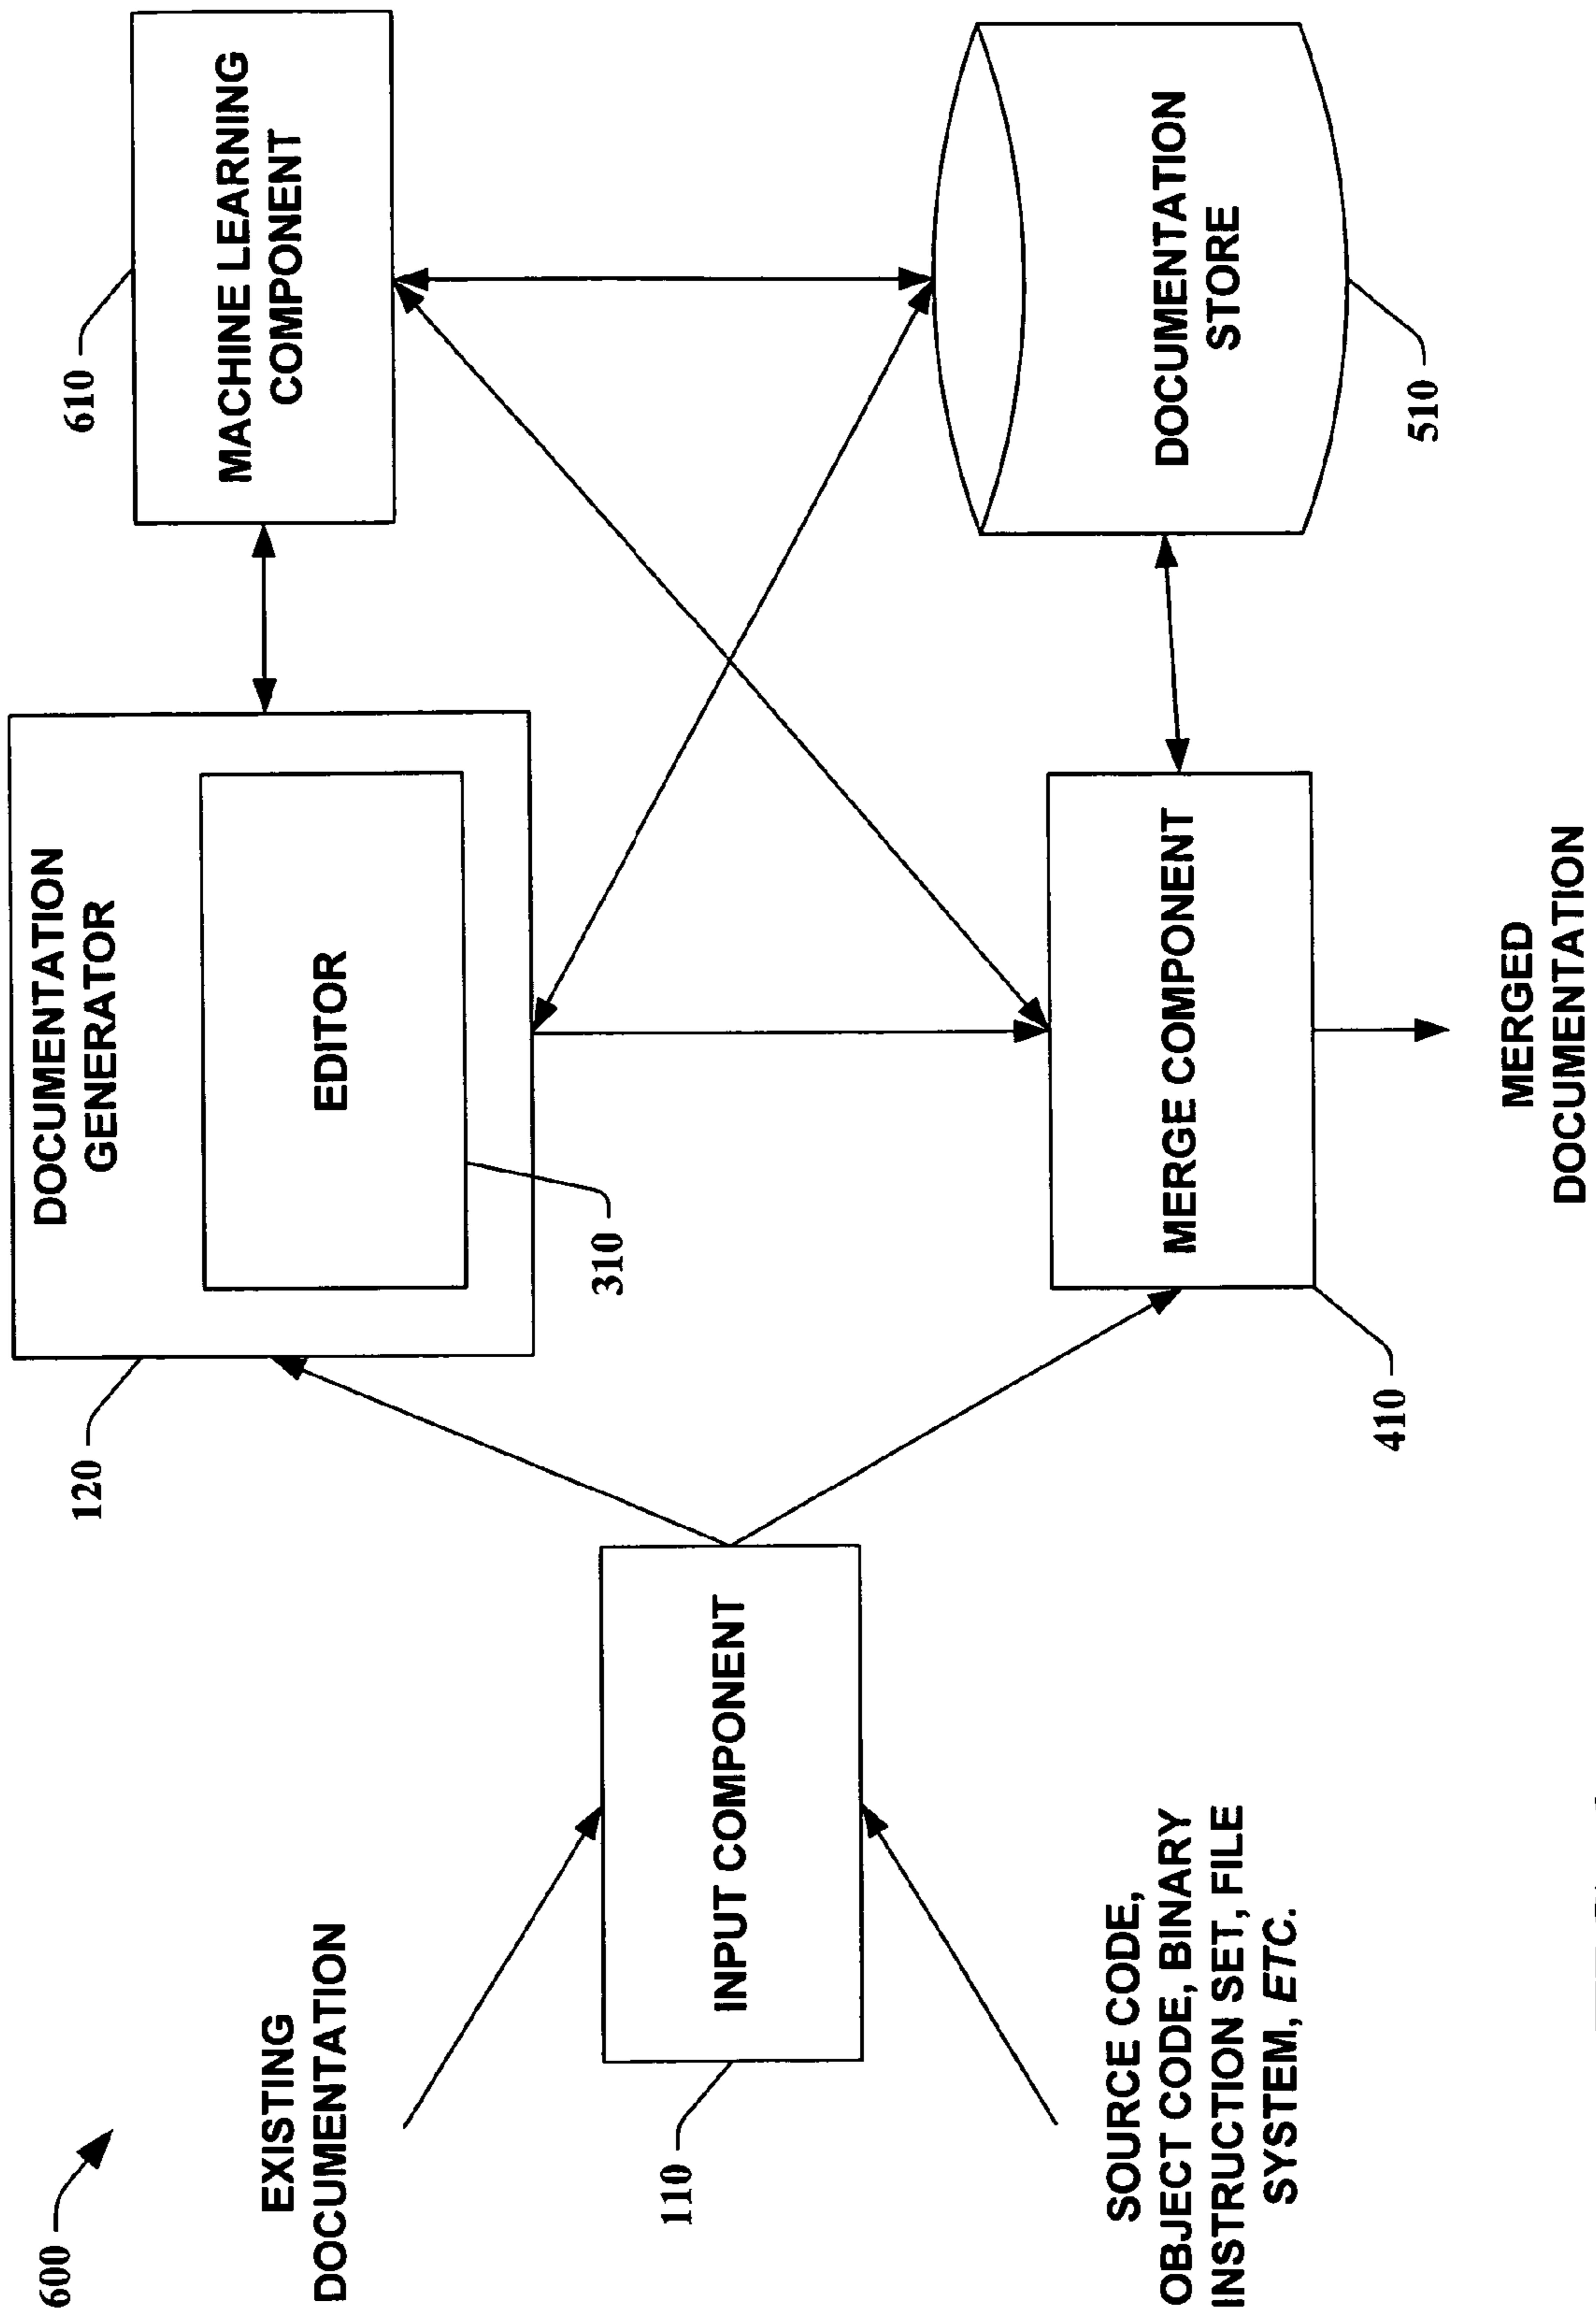 600
EXISTING
DOCUMENTATION
SOURCE CODE,
OBJECT CODE, BINARY
INSTRUCTION SET, FILE
SYSTEM, ETC.
110
INPUT COMPONENT
120
DOCUMENTATION
GENERATOR
EDITOR
310
MERGE COMPONENT
410
MERGED
DOCUMENTATION
610
MACHINE LEARNING
COMPONENT
DOCUMENTATION
STORE
510